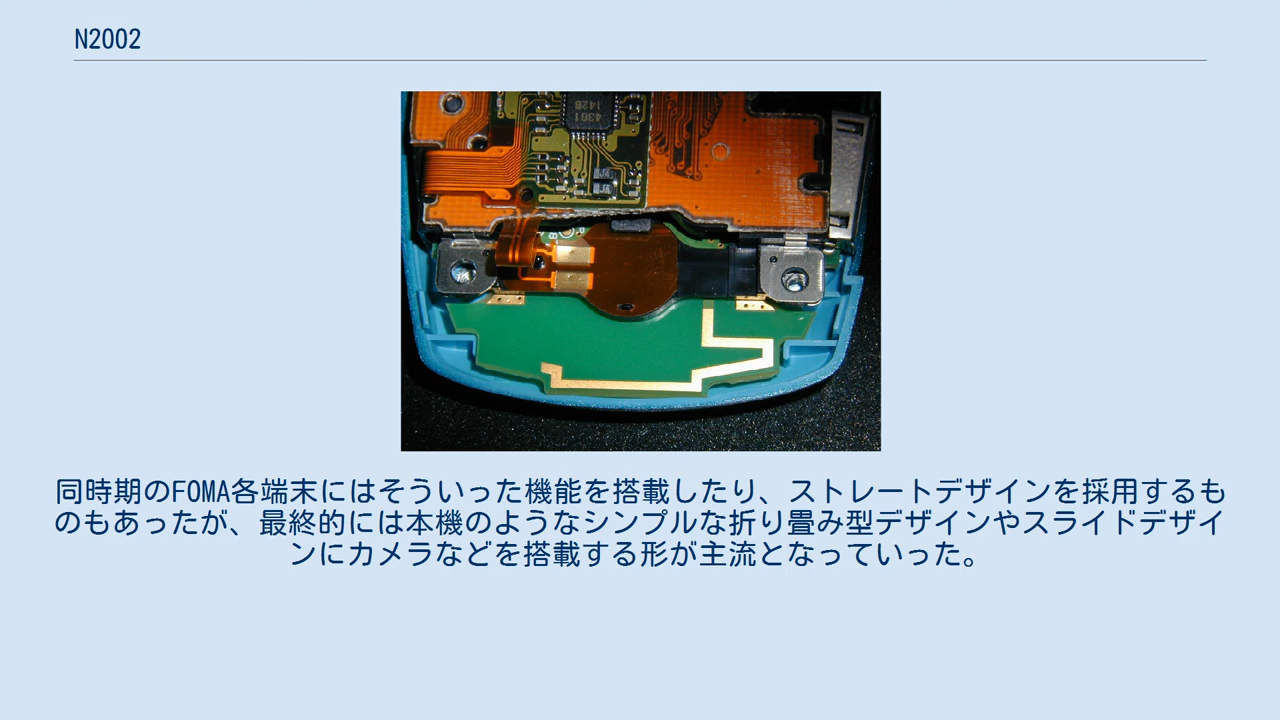 N2002
4361
142B
同時期のFOMA各端末にはそういった機能を搭載したり、ストレートデザインを採用するも
のもあったが、最終的には本機のようなシンプルな折り畳み型デザインやスライドデザイ
ンにカメラなどを搭載する形が主流となっていった。